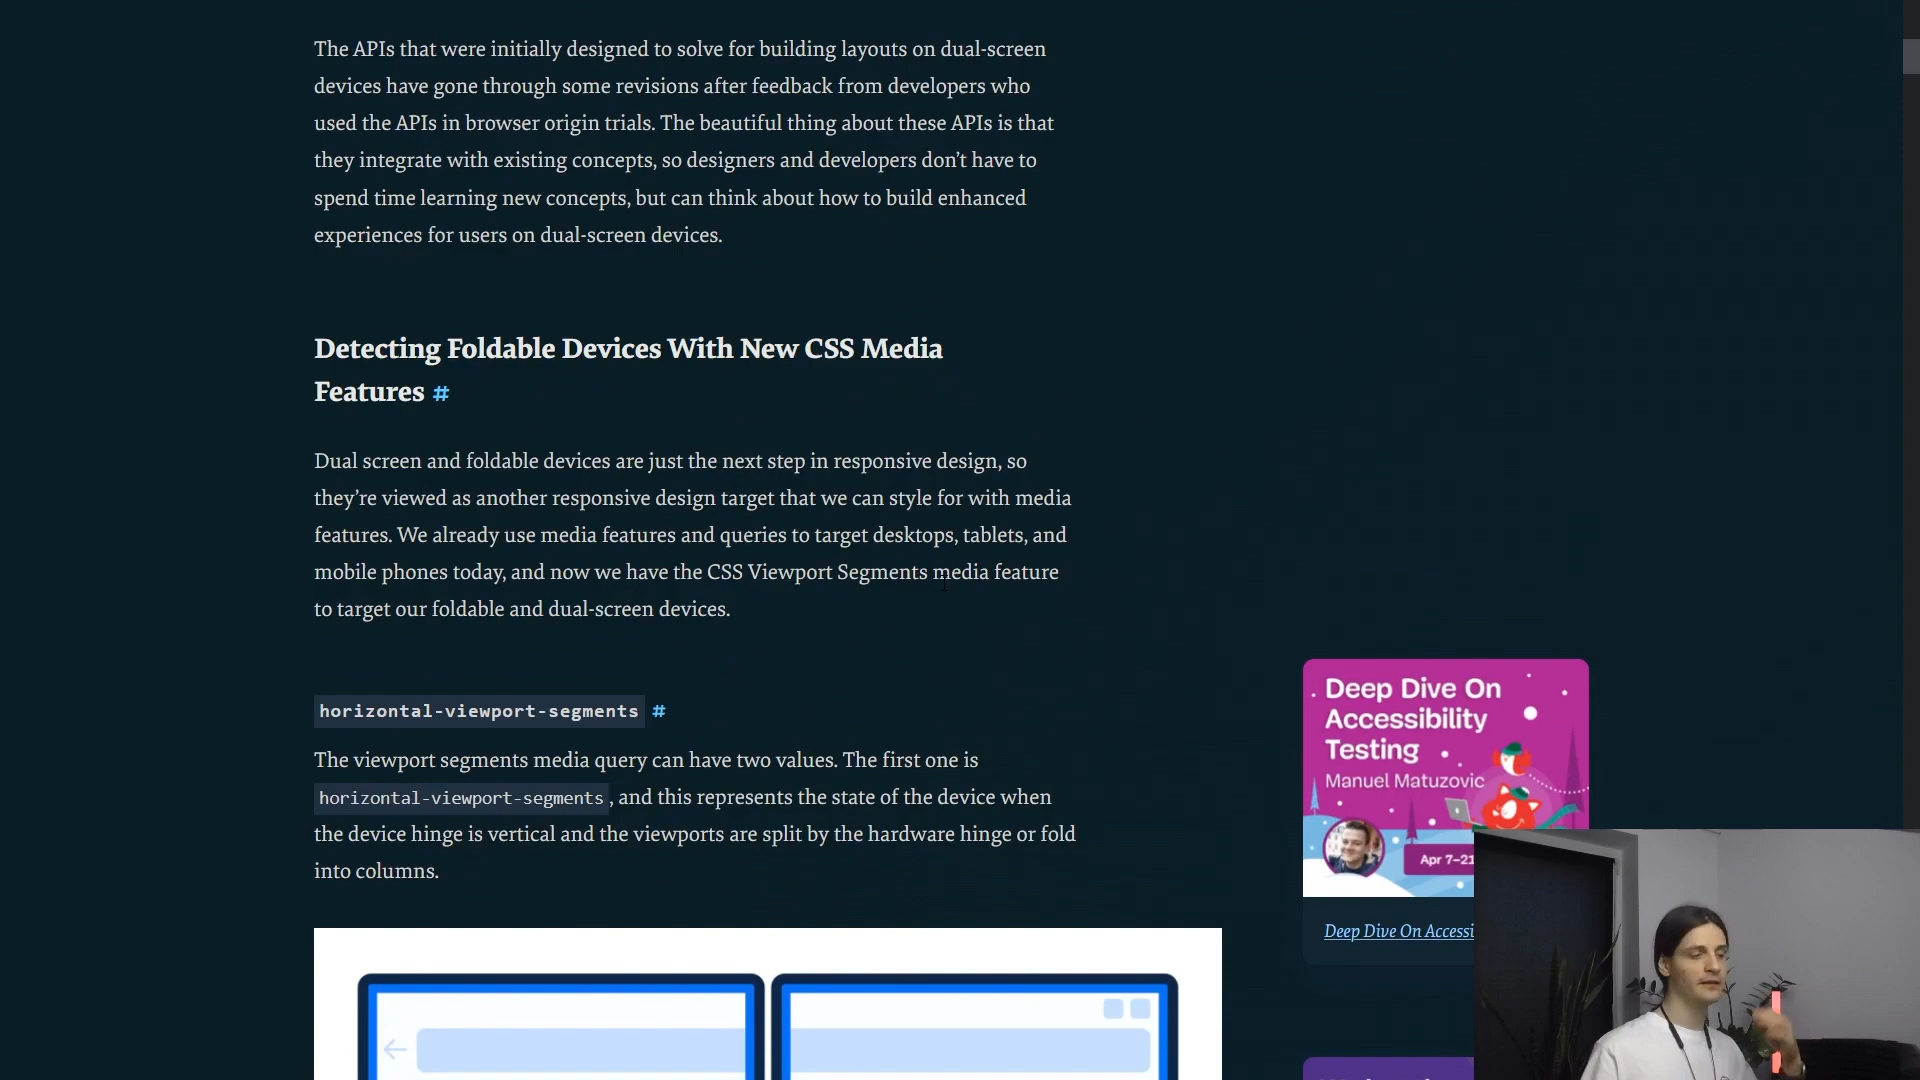 The APIs that were initially designed to solve for building layouts on dual-screen
devices have gone through some revisions after feedback from developers who
used the APIs in browser origin trials. The beautiful thing about these APIs is that
they integrate with existing concepts, so designers and developers don’t have to
spend time learning new concepts, but can think about how to build enhanced
experiences for users on dual-screen devices.
Detecting Foldable Devices With New CSS Media
Features #
Dual screen and foldable devices are just the next step in responsive design, so
they’re viewed as another responsive design target that we can style for with media
features. We already use media features and queries to target desktops, tablets, and
mobile phones today, and now we have the CSS Viewport Segments media feature
to target our foldable and dual-screen devices.
horizontal-viewport-segments #
The viewport segments media query can have two values. The first one is
horizontal-viewport-segments, and this represents the state of the device when
the device hinge is vertical and the viewports are split by the hardware hinge or fold
into columns.
Deep Dive On
Accessibility
Testing
Manuel Matuzovic
Apr 7–21
Deep Dive On Accessi